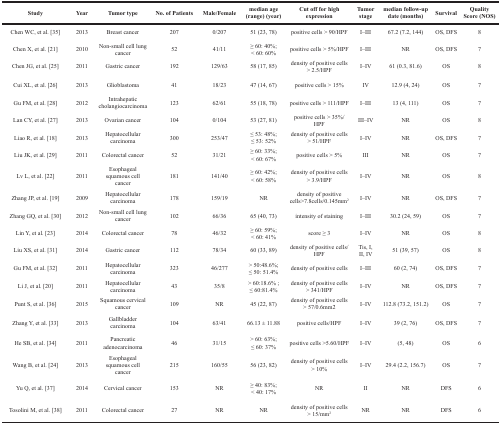 Study Year Tumor type No. of Patients Male/Female median age (range) (year) Cut off for high expression Tumor stage median follow-up date (months) Survival Quality Score (NOS)
Chen WC, et al. [35] 2013 Breast cancer 207 0/207 51 (23, 78) positive cells > 90/HPF I–III 67.2 (7.2, 144) OS, DFS 8
Chen X, et al. [21] 2010 Non-small cell lung cancer 52 41/11 ≥ 60: 40%; < 60: 60% positive cells > 5%/HPF I–III NR OS, DFS 7
Chen JG, et al. [25] 2011 Gastric cancer 192 129/63 58 (17, 85) density of positive cells > 2.5/HPF I–IV 61 (0.3, 81.6) OS 8
Cui XL, et al. [26] 2013 Glioblastoma 41 18/23 47 (14, 67) positive cells > 15% IV 12.9 (4, 24) OS 7
Gu FM, et al. [28] 2012 Intrahepatic cholangiocarcinoma 123 62/61 55 (18, 78) positive cells > 111/HPF I–III 13 (4, 111) OS 7
Lan CY, et al. [27] 2013 Ovarian cancer 104 0/104 53 (27, 81) positive cells > 35%/ HPF III–IV NR OS 8
Liao R, et al. [18] 2013 Hepatocellular carcinoma 300 253/47 ≤ 53: 48%; ≤ 53: 52% density of positive cells > 51/HPF I–IV NR OS, DFS 7
Liu JK, et al. [29] 2011 Colorectal cancer 52 31/21 ≥ 60: 33%; < 60: 67% positive cells > 5% III NR OS 7
Lv L, et al. [22] 2011 Esophageal squamous cell cancer 181 141/40 ≥ 60: 42%; < 60: 58% density of positive cells > 3.9/HPF I–IV NR OS 8
Zhang JP, et al. [19] 2009 Hepatocellular carcinoma 178 159/19 NR density of positive cells>7.8cells/0.145mm² I–IV NR OS, DFS 7
Zhang GQ, et al. [30] 2012 Non-small cell lung cancer 102 66/36 65 (40, 73) intensity of staining I–III 30.2 (24, 59) OS 7
Lin Y, et al. [23] 2014 Colorectal cancer 78 46/32 ≥ 60: 59%; < 60: 41% score ≥ 3 I–IV NR OS 8
Liu XS, et al. [31] 2014 Gastric cancer 112 78/34 60 (33, 89) density of positive cells/ HPF Tis, I, II, IV 51 (39, 57) OS 8
Gu FM, et al. [32] 2011 Hepatocellular carcinoma 323 46/277 > 50:48.6%; ≤ 50: 51.4% density of positive cells I–III 60 (2, 74) OS, DFS 7
Li J, et al. [20] 2011 Hepatocellular carcinoma 43 35/8 > 60:18.6% ; ≤ 60:81.4% density of positive cells > 341/HPF I–IV NR OS, DFS 7
Punt S, et al. [36] 2015 Squamous cervical cancer 109 NR 45 (22, 87) density of positive cells > 57/0.6mm2 I–IV 112.8 (73.2, 151.2) OS 7
Zhang Y, et al. [33] 2013 Gallbladder carcinoma 104 63/41 66.13 ± 11.88 positive cells/HPF I–IV 39 (2, 76) OS, DFS 7
He SB, et al. [34] 2011 Pancreatic adenocarcinoma 46 31/15 > 60: 63%; ≤ 60: 37% positive cells >5.60/HPF I–IV (5, 48) OS 6
Wang B, et al. [24] 2013 Esophageal squamous cell cancer 215 160/55 56 (23, 82) density of positive cells > 10% I–IV 29.4 (2.2, 156.7) OS 7
Yu Q, et al. [37] 2014 Cervical cancer 153 NR ≥ 40: 83%; < 40: 17% NR II NR DFS 6
Tosolini M, et al. [38] 2011 Colorectal cancer 27 NR NR density of positive cells > 15/mm² NR NR DFS 6